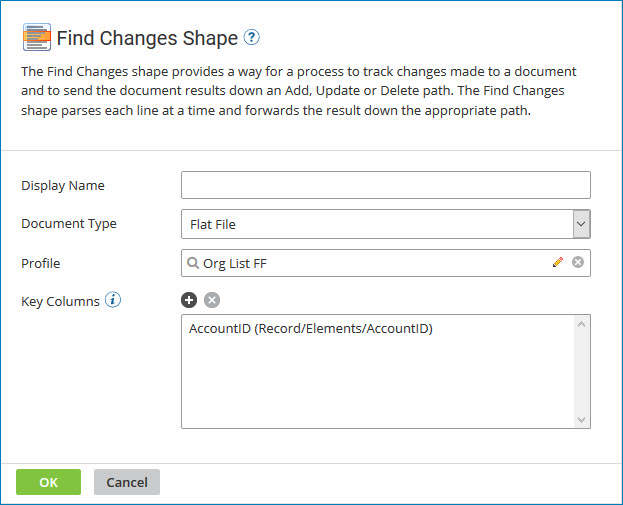 Find Changes Shape ?
The Find Changes shape provides a way for a process to track changes made to a document
and to send the document results down an Add, Update or Delete path. The Find Changes
shape parses each line at a time and forwards the result down the appropriate path.
Display Name
Document Type Flat File
Profile Org List FF
Key Columns i
AccountID (Record/Elements/AccountID)
OK Cancel